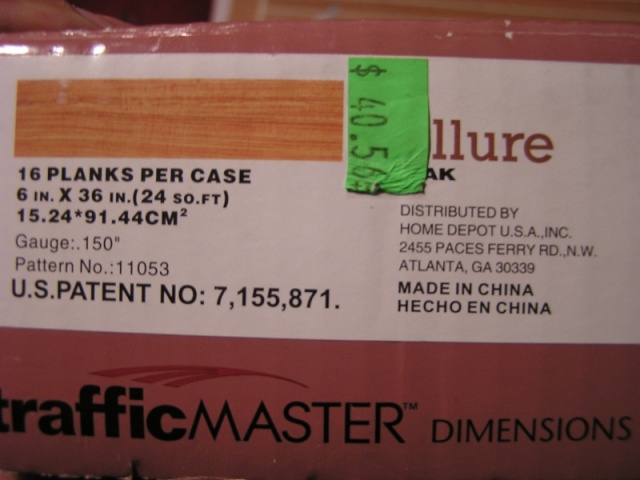 $ 40.56
llure
AK
16 PLANKS PER CASE
6 IN. X 36 IN.(24 SQ.FT)
15.24*91.44CM²
Gauge:.150"
Pattern No.:11053
U.S.PATENT NO: 7,155,871.
DISTRIBUTED BY
HOME DEPOT U.S.A.,INC.
2455 PACES FERRY RD.,N.W.
ATLANTA, GA 30339
MADE IN CHINA
HECHO EN CHINA
trafficMASTER™ DIMENSIONS